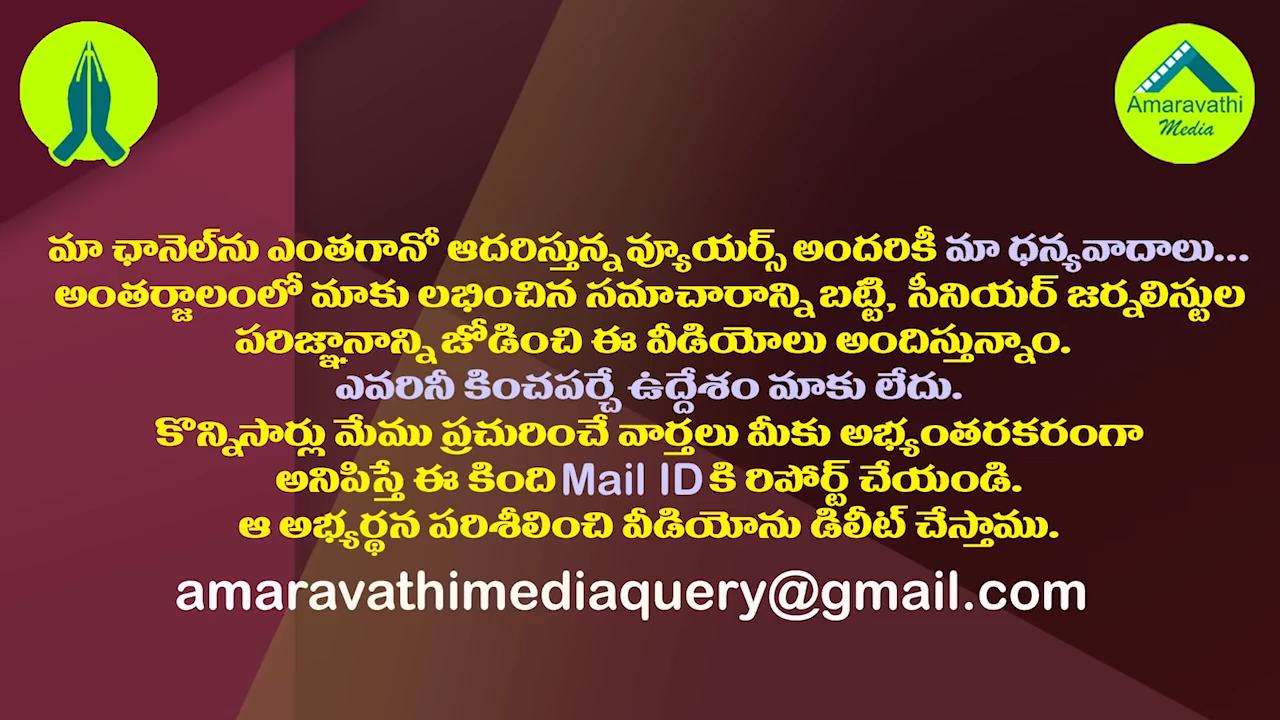 Amaravathi
Media
మా ఛానెల్‌ను ఎంతగానో ఆదరిస్తున్న వ్యూయర్స్ అందరికీ మా ధన్యవాదాలు...
అంతర్జాలంలో మాకు లభించిన సమాచారాన్ని బట్టి, సీనియర్ జర్నలిస్టుల
పరిజ్ఞానాన్ని జోడించి ఈ వీడియోలు అందిస్తున్నాం.
ఎవరినీ కించపర్చే ఉద్దేశం మాకు లేదు.
కొన్నిసార్లు మేము ప్రచురించే వార్తలు మీకు అభ్యంతరకరంగా
అనిపిస్తే ఈ కింది Mail ID కి రిపోర్ట్ చేయండి.
ఆ అభ్యర్థన పరిశీలించి వీడియోను డిలీట్ చేస్తాము.
amaravathimediaquery@gmail.com